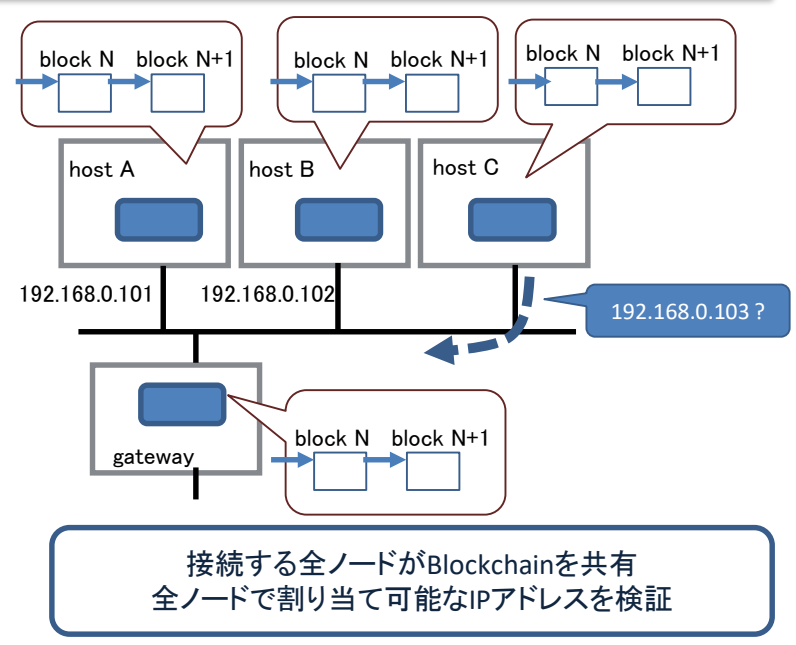 block N block N+1
block N block N+1
block N block N+1
host A
host B
host C
192.168.0.101
192.168.0.102
192.168.0.103 ?
block N block N+1
gateway
接続する全ノードがBlockchainを共有
全ノードで割り当て可能なIPアドレスを検証